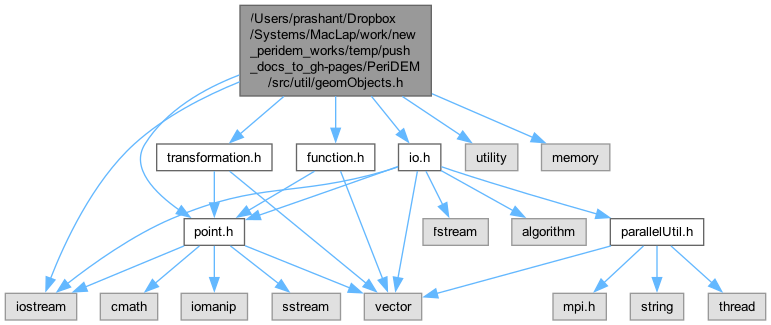 /Users/prashant/Dropbox
/Systems/MacLap/work/new
_peridem_works/temp/push
_docs_to_gh-pages/PeriDEM
/src/util/geomObjects.h
transformation.h
function.h
io.h
utility
memory
point.h
fstream
algorithm
parallelUtil.h
iostream
cmath
iomanip
sstream
vector
mpi.h
string
thread